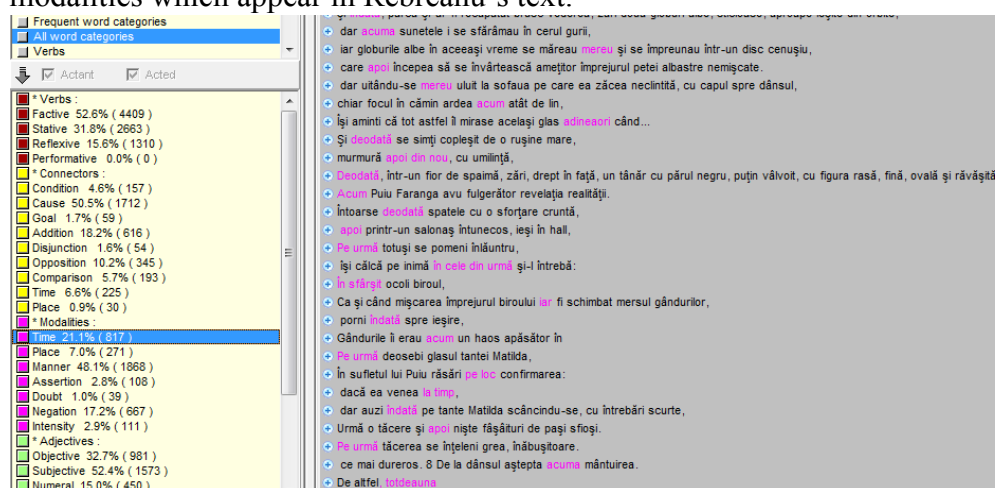 modalities which appear in Rebreanu's text.
Frequent word categories
All word categories
Verbs
Actant Acted
* Verbs :
Factive 52.6% ( 4409 )
Stative 31.8% ( 2663 )
Reflexive 15.6% ( 1310 )
Performative 0.0% ( 0 )
* Connectors :
Condition 4.6% ( 157 )
Cause 50.5% ( 1712 )
Goal 1.7% ( 59 )
Addition 18.2% ( 616 )
Disjunction 1.6% ( 54 )
Opposition 10.2% ( 345 )
Comparison 5.7% ( 193 )
Time 6.6% ( 225 )
Place 0.9% ( 30 )
* Modalities :
Time 21.1% ( 817 )
Place 7.0% ( 271 )
Manner 48.1% ( 1868 )
Assertion 2.8% ( 108 )
Doubt 1.0% ( 39 )
Negation 17.2% ( 667 )
Intensity 2.9% ( 111 )
* Adjectives :
Objective 32.7% ( 981 )
Subjective 52.4% ( 1573 )
Numeral 15.0% ( 450 )
dar acuma sunetele i se sfărâmau în cerul gurii,
iar globurile albe în aceeași vreme se măreau mereu și se împreunau într-un disc cenușiu,
care apoi începea să se învârtească amețitor împrejurul petei albastre nemișcate.
dar uitându-se mereu uluit la sofaua pe care ea zăcea neclintită, cu capul spre dânsul,
chiar focul în cămin ardea acum atât de lin,
Își aminti că tot astfel îl mirase același glas adineaori când...
Și deodată se simți copleșit de o rușine mare,
murmură apoi din nou, cu umilință,
Deodată, într-un fior de spaimă, zări, drept în față, un tânăr cu părul negru, puțin vâlvoit, cu figura rasă, fină, ovală și răvășită
Acum Puiu Faranga avu fulgerător revelația realității.
Întoarse deodată spatele cu o sforțare cruntă,
apoi printr-un salonaș întunecos, ieși în hall,
Pe urmă totuși se pomeni înlăuntru,
își călcă pe inimă în cele din urmă și-l întrebă:
În sfârșit ocoli biroul,
Ca și când mișcarea împrejurul biroului iar fi schimbat mersul gândurilor,
porni îndată spre ieșire,
Gândurile îi erau acum un haos apăsător în
Pe urmă deosebi glasul tantei Matilda,
În sufletul lui Puiu răsări pe loc confirmarea:
dacă ea venea la timp,
dar auzi îndată pe tante Matilda scâncindu-se, cu întrebări scurte,
Urmă o tăcere și apoi niște fâșâituri de pași sfioși.
Pe urmă tăcerea se înțeleni grea, înăbușitoare.
ce mai dureros. 8 De la dânsul aștepta acuma mântuirea.
De altfel, totdeauna